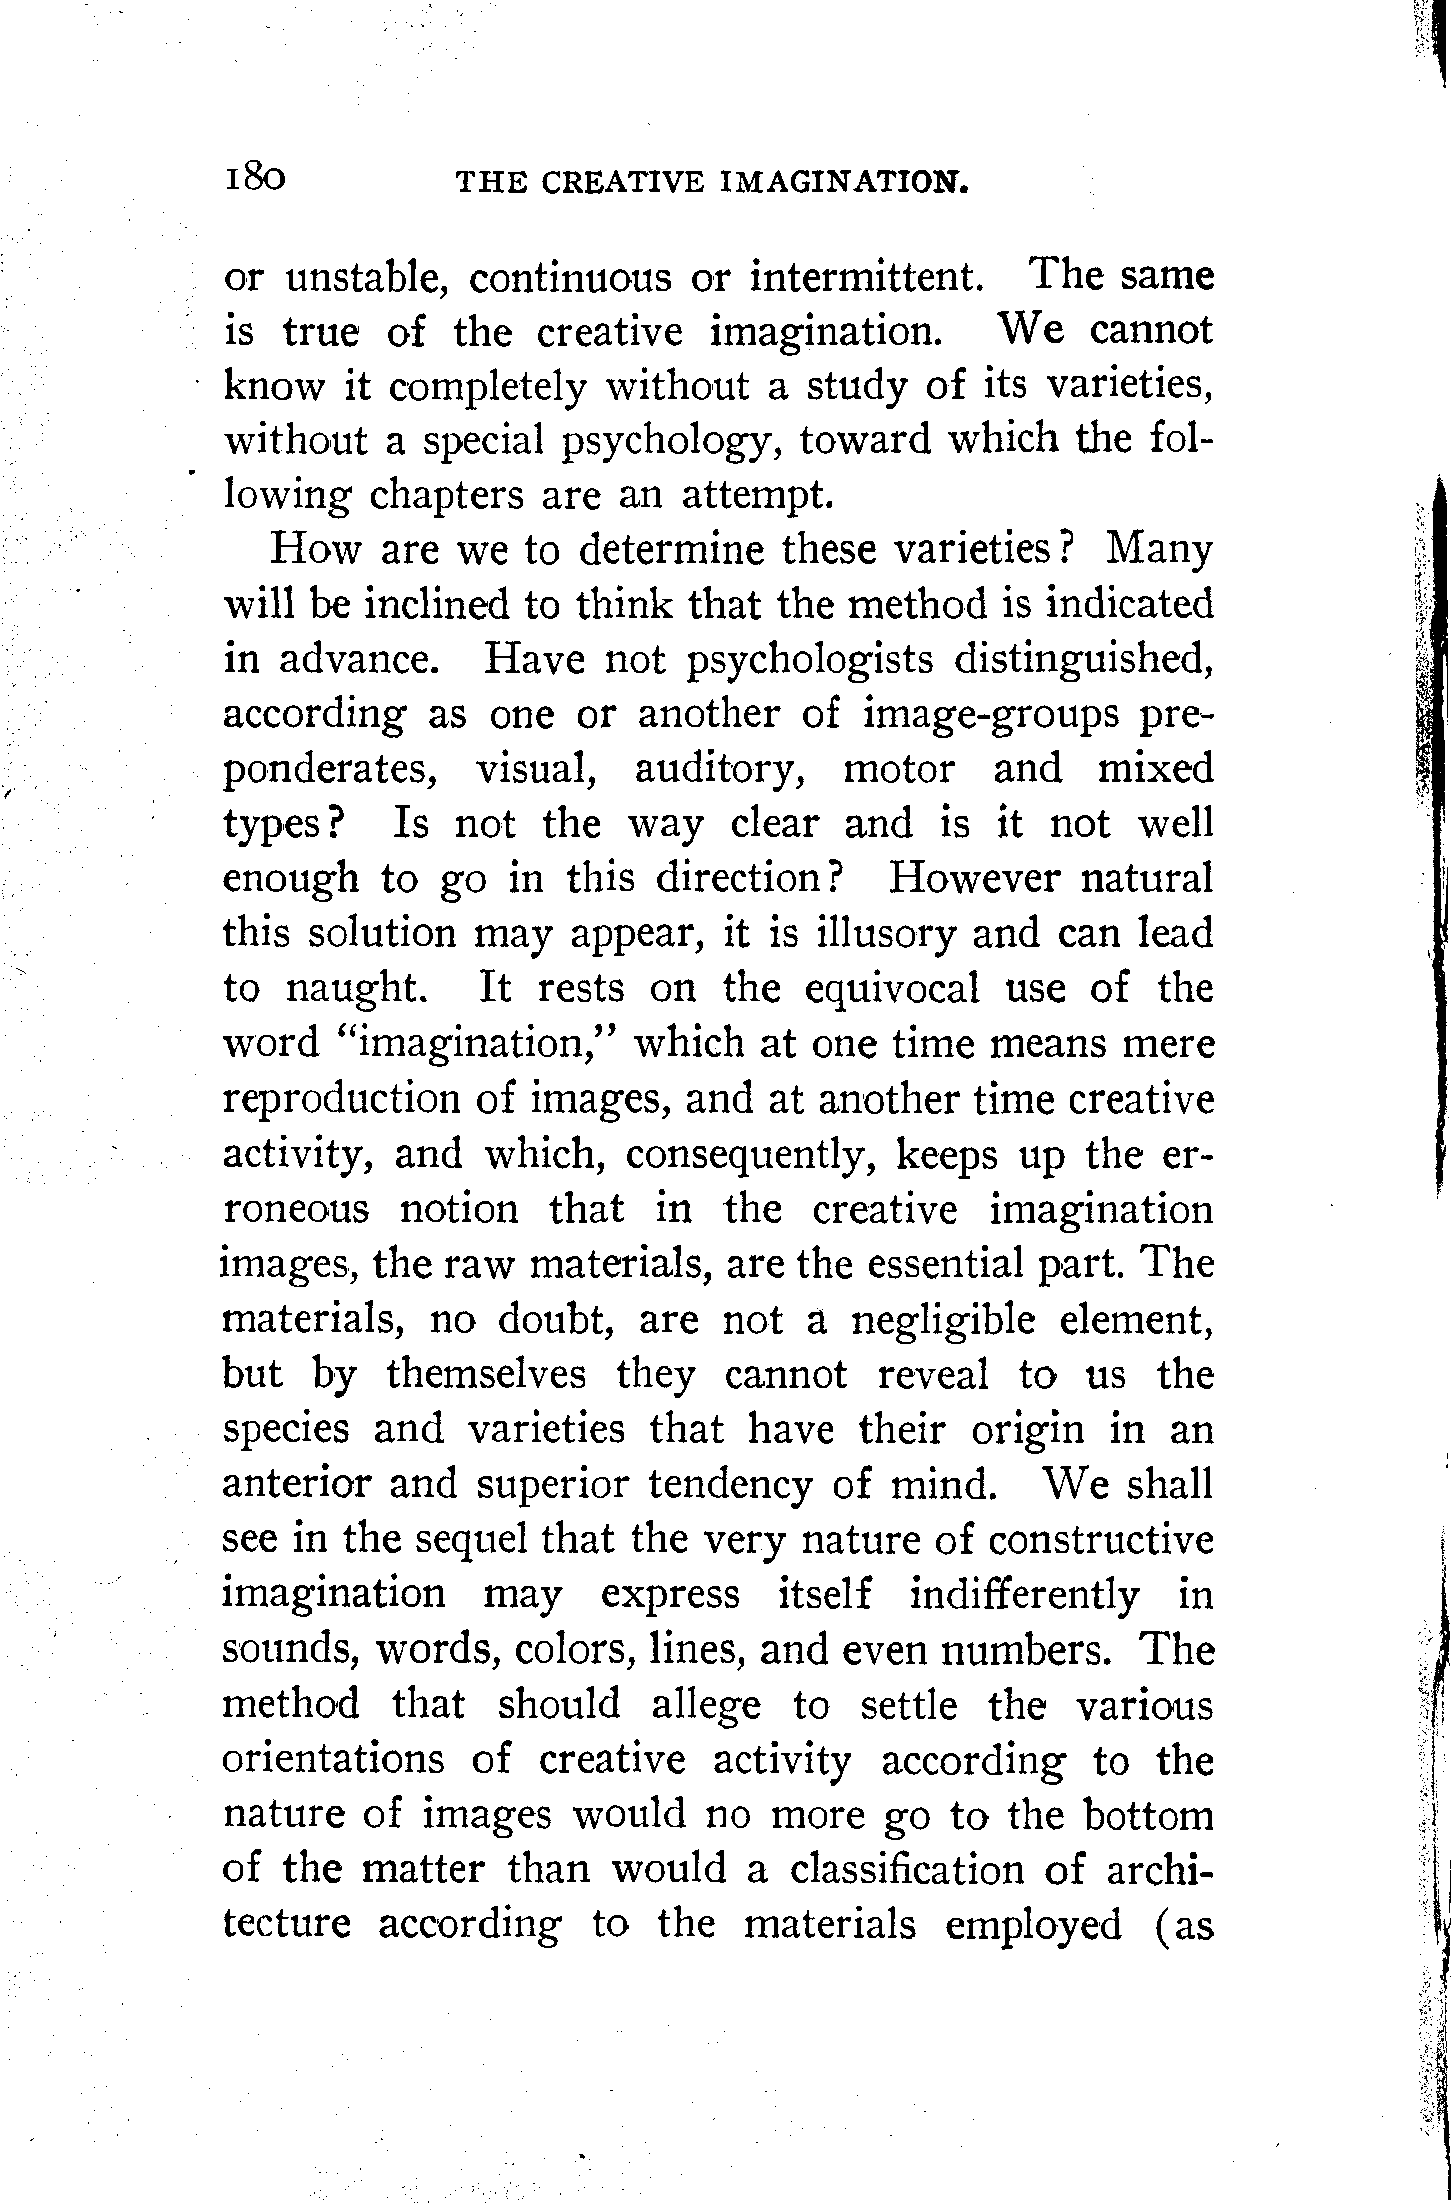 180 THE CREATIVE IMAGINATION.
or unstable, continuous or intermittent. The same
is true of the creative imagination. We cannot
know it completely without a study of its varieties,
without a special psychology, toward which the fol-
lowing chapters are an attempt.
How are we to determine these varieties? Many
will be inclined to think that the method is indicated
in advance. Have not psychologists distinguished,
according as one or another of image-groups pre-
ponderates, visual, auditory, motor and mixed
types? Is not the way clear and is it not well
enough to go in this direction? However natural
this solution may appear, it is illusory and can lead
to naught. It rests on the equivocal use of the
word “imagination,” which at one time means mere
reproduction of images, and at another time creative
activity, and which, consequently, keeps up the er-
roneous notion that in the creative imagination
images, the raw materials, are the essential part. The
materials, no doubt, are not a negligible element,
but by themselves they cannot reveal to us the
species and varieties that have their origin in an
anterior and superior tendency of mind. We shall
see in the sequel that the very nature of constructive
imagination may express itself indifferently in
sounds, words, colors, lines, and even numbers. The
method that should allege to settle the various
orientations of creative activity according to the
nature of images would no more go to the bottom
of the matter than would a classification of archi-
tecture according to the materials employed (as